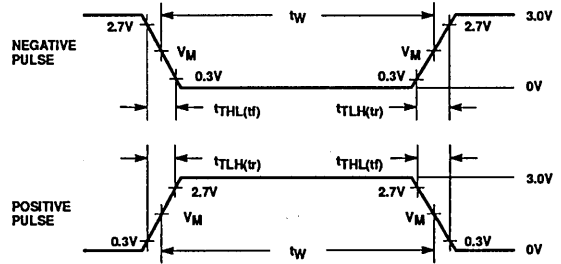 tW
3.0V
2.7V
2.7V
NEGATIVE
PULSE
VM
VM
0.3V
0.3V
0V
tTHL(tf)
tTLH(tr)
tTLH(tr)
tTHL(tf)
3.0V
2.7V
2.7V
POSITIVE
PULSE
VM
VM
0.3V
0.3V
tW
0V